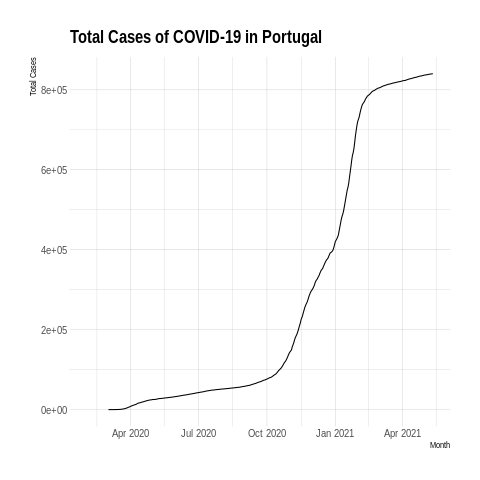 Total Cases of COVID-19 in Portugal
Total Cases
8e+05
6e+05
4e+05
2e+05
0e+00
Apr 2020 Jul 2020 Oct 2020 Jan 2021 Apr 2021
Month